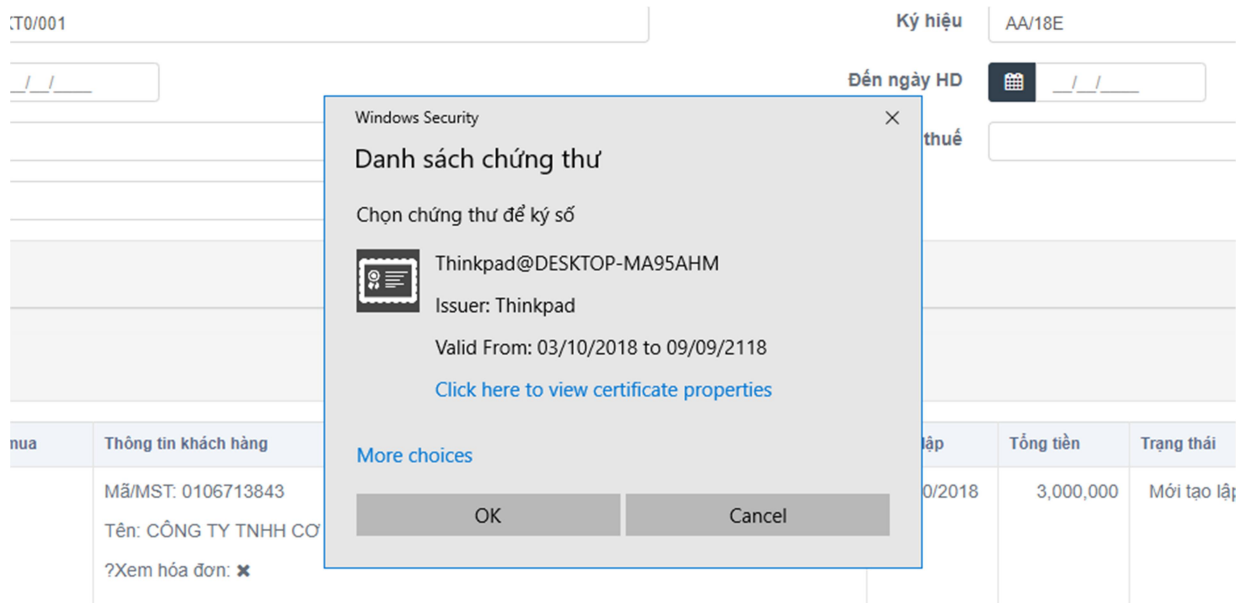 KT0/001
Ký hiệu
AA/18E
__/__/____
Đến ngày HD
__/__/____
thuế
Windows Security
Danh sách chứng thư
Chọn chứng thư để ký số
Thinkpad@DESKTOP-MA95AHM
Issuer: Thinkpad
Valid From: 03/10/2018 to 09/09/2118
Click here to view certificate properties
More choices
OK
Cancel
mua
Thông tin khách hàng
lập
Tổng tiền
Trạng thái
Mã/MST: 0106713843
0/2018
3,000,000
Mới tạo lập
Tên: CÔNG TY TNHH CƠ
?Xem hóa đơn: